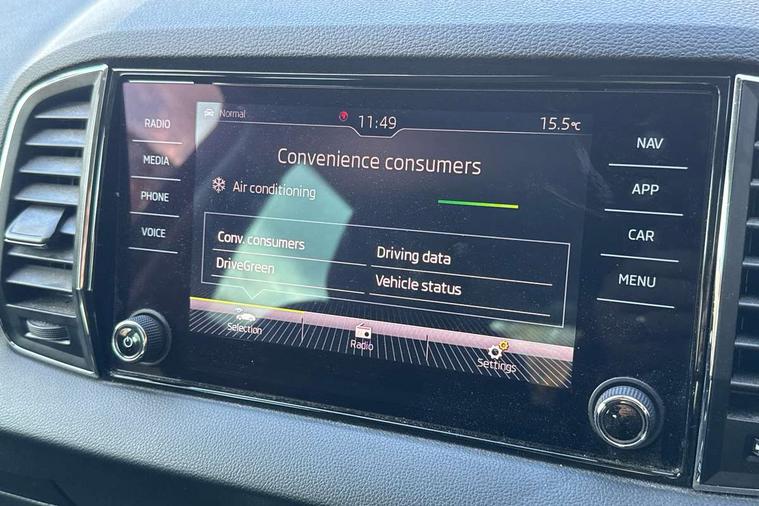 RADIO
MEDIA
PHONE
VOICE
Normal
11:49
15.5°C
Convenience consumers
Air conditioning
Conv. consumers
Driving data
DriveGreen
Vehicle status
Selection
Radio
Settings
NAV
APP
CAR
MENU